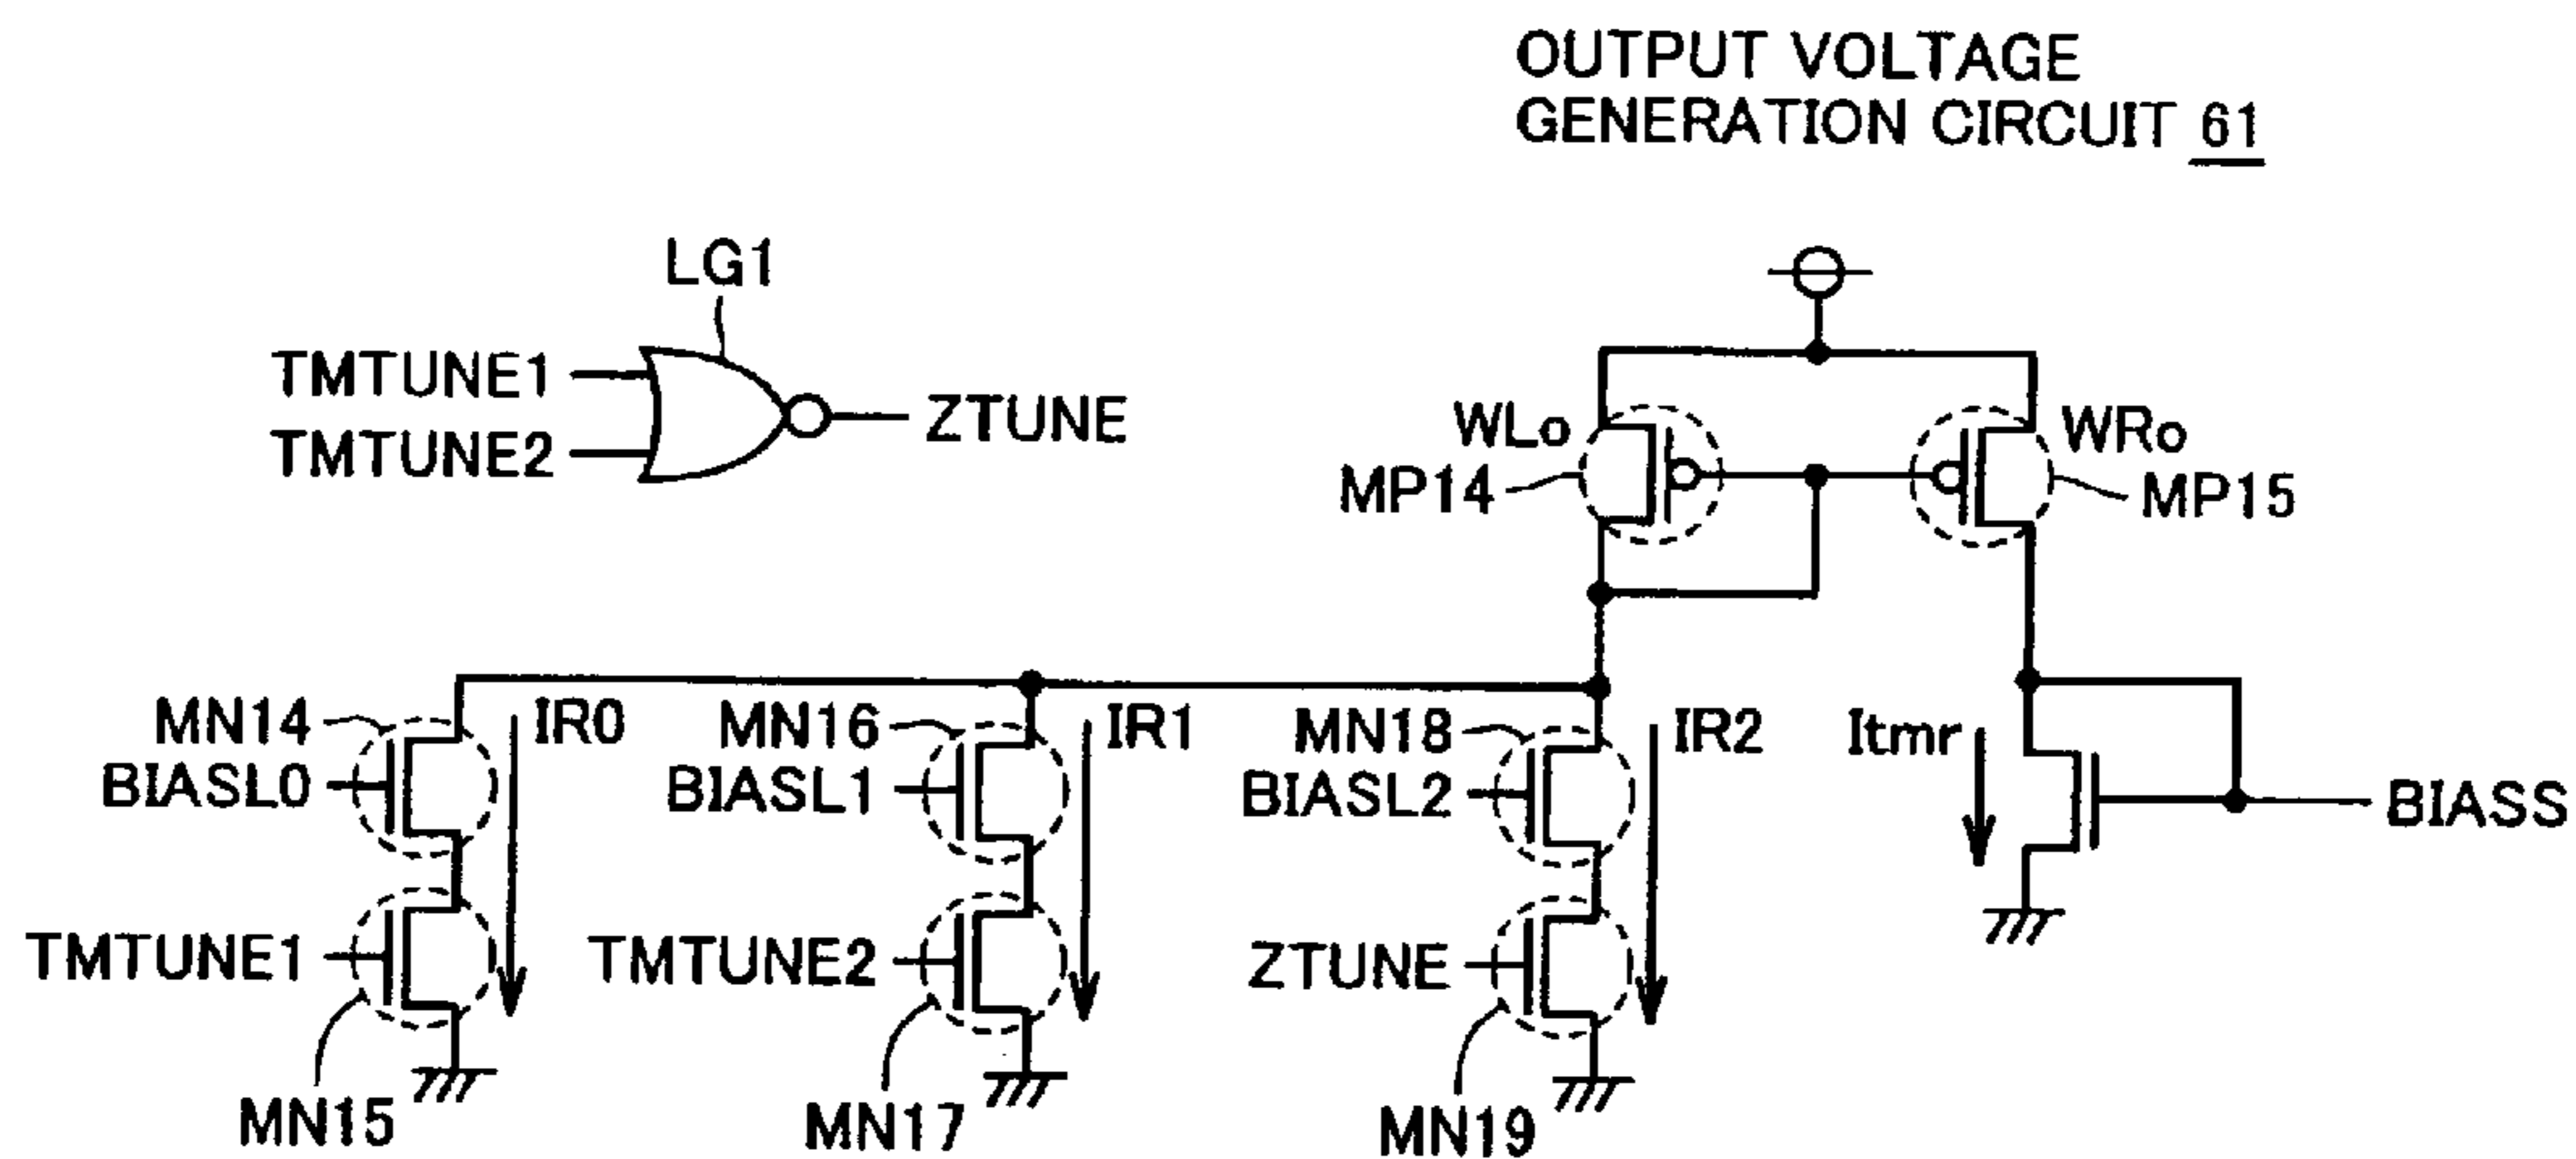 OUTPUT VOLTAGE
GENERATION CIRCUIT 61
LG1
TMTUNE1
TMTUNE2
ZTUNE
WLo
MP14
WRo
MP15
MN14
BIASL0
IR0
MN16
BIASL1
IR1
MN18
BIASL2
IR2
Itmr
BIASS
TMTUNE1
TMTUNE2
ZTUNE
MN15
MN17
MN19